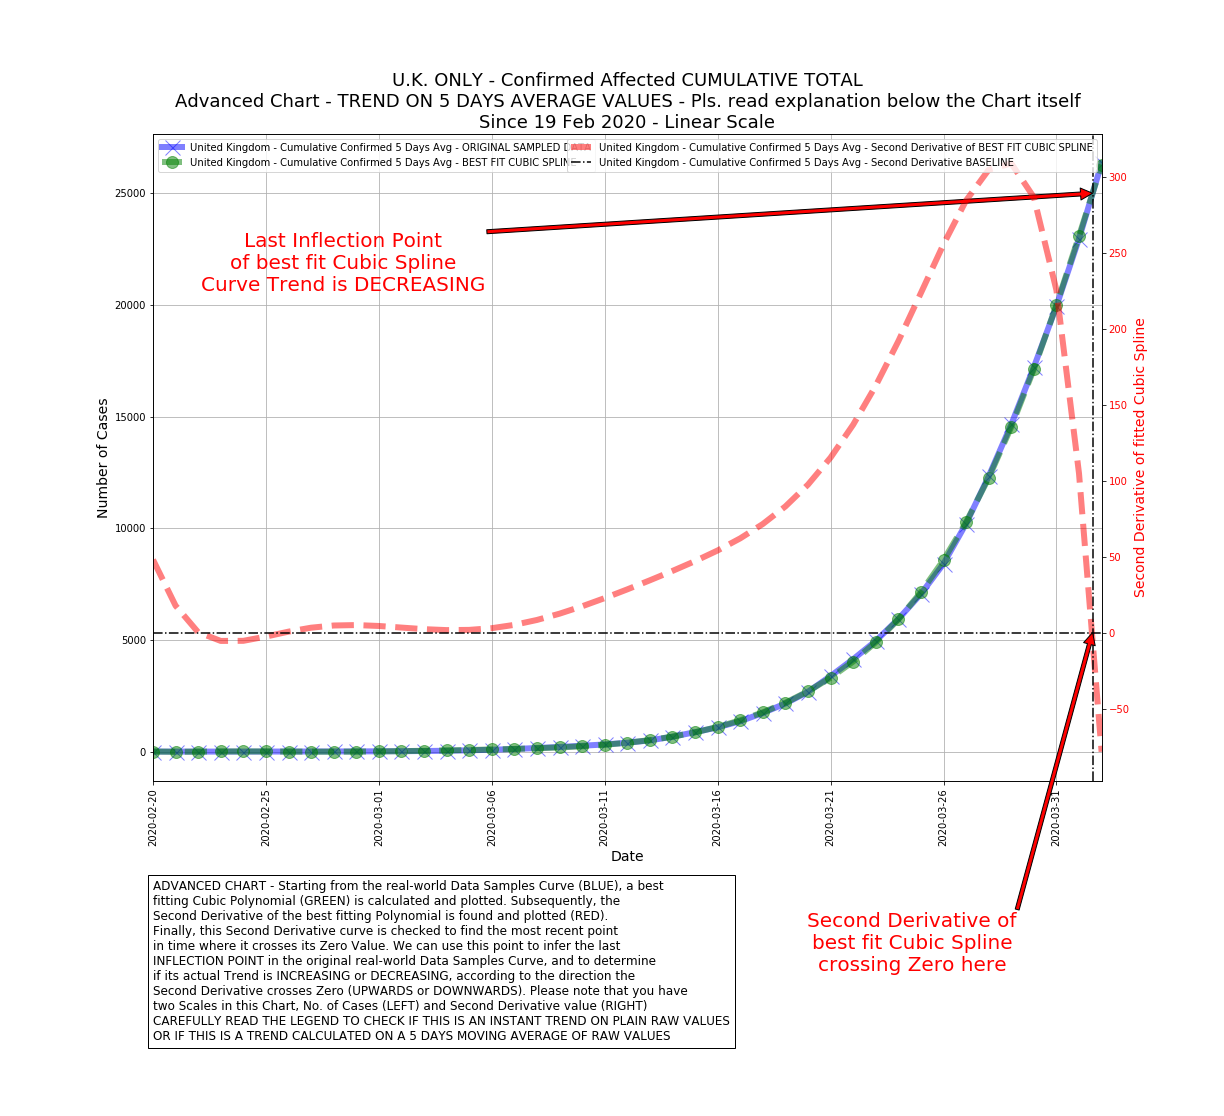 U.K. ONLY - Confirmed Affected CUMULATIVE TOTAL
Advanced Chart - TREND ON 5 DAYS AVERAGE VALUES - Pls. read explanation below the Chart itself
Since 19 Feb 2020 - Linear Scale
United Kingdom - Cumulative Confirmed 5 Days Avg - ORIGINAL SAMPLED DATA
United Kingdom - Cumulative Confirmed 5 Days Avg - BEST FIT CUBIC SPLINE
United Kingdom - Cumulative Confirmed 5 Days Avg - Second Derivative of BEST FIT CUBIC SPLINE
United Kingdom - Cumulative Confirmed 5 Days Avg - Second Derivative BASELINE
Last Inflection Point
of best fit Cubic Spline
Curve Trend is DECREASING
Number of Cases
25000
20000
15000
10000
5000
0
300
250
200
150
100
50
0
−50
Second Derivative of fitted Cubic Spline
2020-02-20
2020-02-25
2020-03-01
2020-03-06
2020-03-11
2020-03-16
2020-03-21
2020-03-26
2020-03-31
Date
ADVANCED CHART - Starting from the real-world Data Samples Curve (BLUE), a best
fitting Cubic Polynomial (GREEN) is calculated and plotted. Subsequently, the
Second Derivative of the best fitting Polynomial is found and plotted (RED).
Finally, this Second Derivative curve is checked to find the most recent point
in time where it crosses its Zero Value. We can use this point to infer the last
INFLECTION POINT in the original real-world Data Samples Curve, and to determine
if its actual Trend is INCREASING or DECREASING, according to the direction the
Second Derivative crosses Zero (UPWARDS or DOWNWARDS). Please note that you have
two Scales in this Chart, No. of Cases (LEFT) and Second Derivative value (RIGHT)
CAREFULLY READ THE LEGEND TO CHECK IF THIS IS AN INSTANT TREND ON PLAIN RAW VALUES
OR IF THIS IS A TREND CALCULATED ON A 5 DAYS MOVING AVERAGE OF RAW VALUES
Second Derivative of
best fit Cubic Spline
crossing Zero here